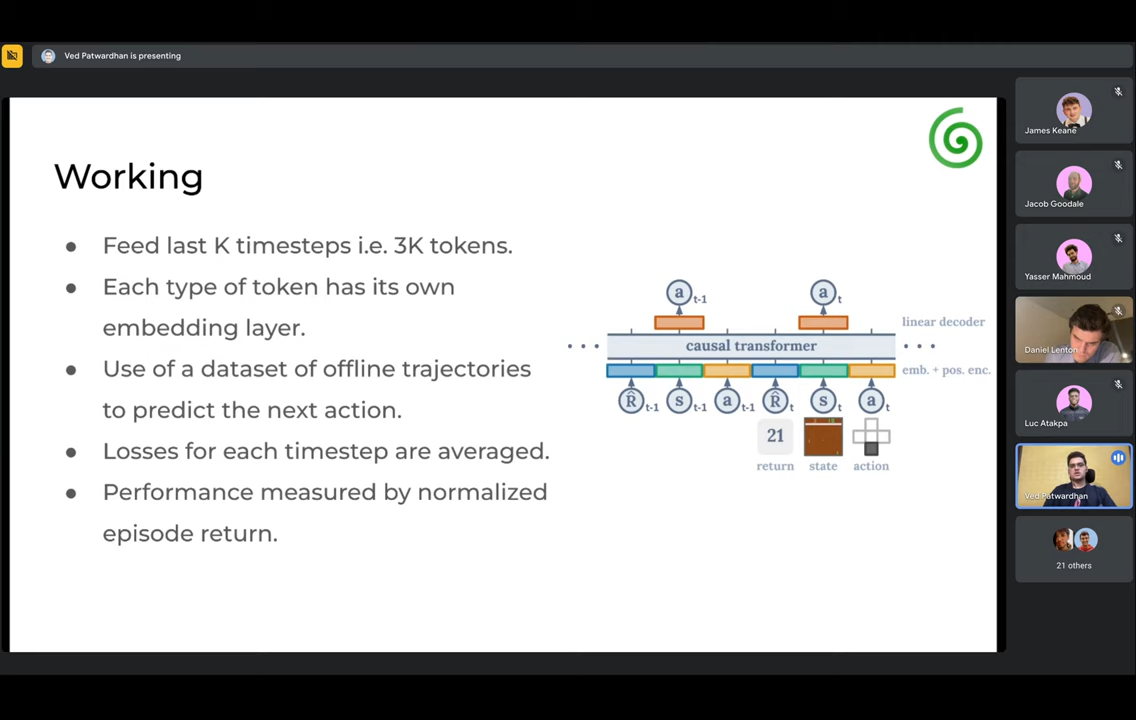 Ved Patwardhan is presenting
Working
● Feed last K timesteps i.e. 3K tokens.
● Each type of token has its own
embedding layer.
● Use of a dataset of offline trajectories
to predict the next action.
● Losses for each timestep are averaged.
● Performance measured by normalized
episode return.
a t-1 a t
linear decoder
... causal transformer ...
emb. + pos. enc.
R̂ t-1 s t-1 a t-1 R̂ t s t a t
21
return state action
James Keane
Jacob Goodale
Yasser Mahmoud
Daniel Lenton
Luc Atakpa
Ved Patwardhan
21 others